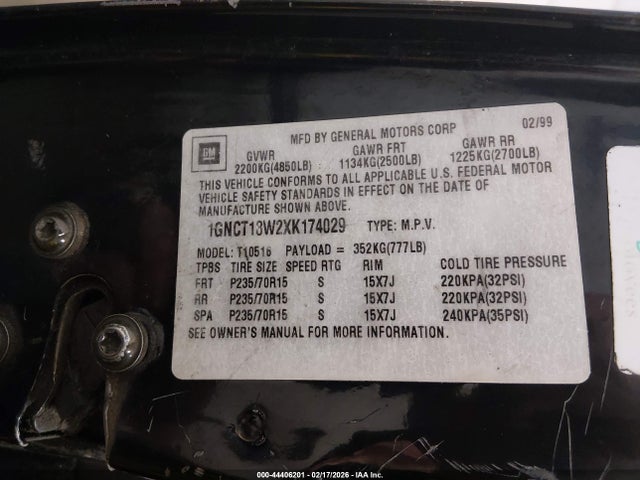 MFD BY GENERAL MOTORS CORP 02/99
GM
GVWR GAWR FRT GAWR RR
2200KG(4850LB) 1134KG(2500LB) 1225KG(2700LB)
THIS VEHICLE CONFORMS TO ALL APPLICABLE U.S. FEDERAL MOTOR
VEHICLE SAFETY STANDARDS IN EFFECT ON THE DATE OF
MANUFACTURE SHOWN ABOVE.
1GNCT13W2XK174029 TYPE: M.P.V.
MODEL: T10516 PAYLOAD = 352KG(777LB)
TPBS TIRE SIZE SPEED RTG RIM COLD TIRE PRESSURE
FRT P235/70R15 S 15X7J 220KPA(32PSI)
RR P235/70R15 S 15X7J 220KPA(32PSI)
SPA P235/70R15 S 15X7J 240KPA(35PSI)
SEE OWNER'S MANUAL FOR MORE INFORMATION.
000-44406201 - 02/17/2026 - IAA Inc.